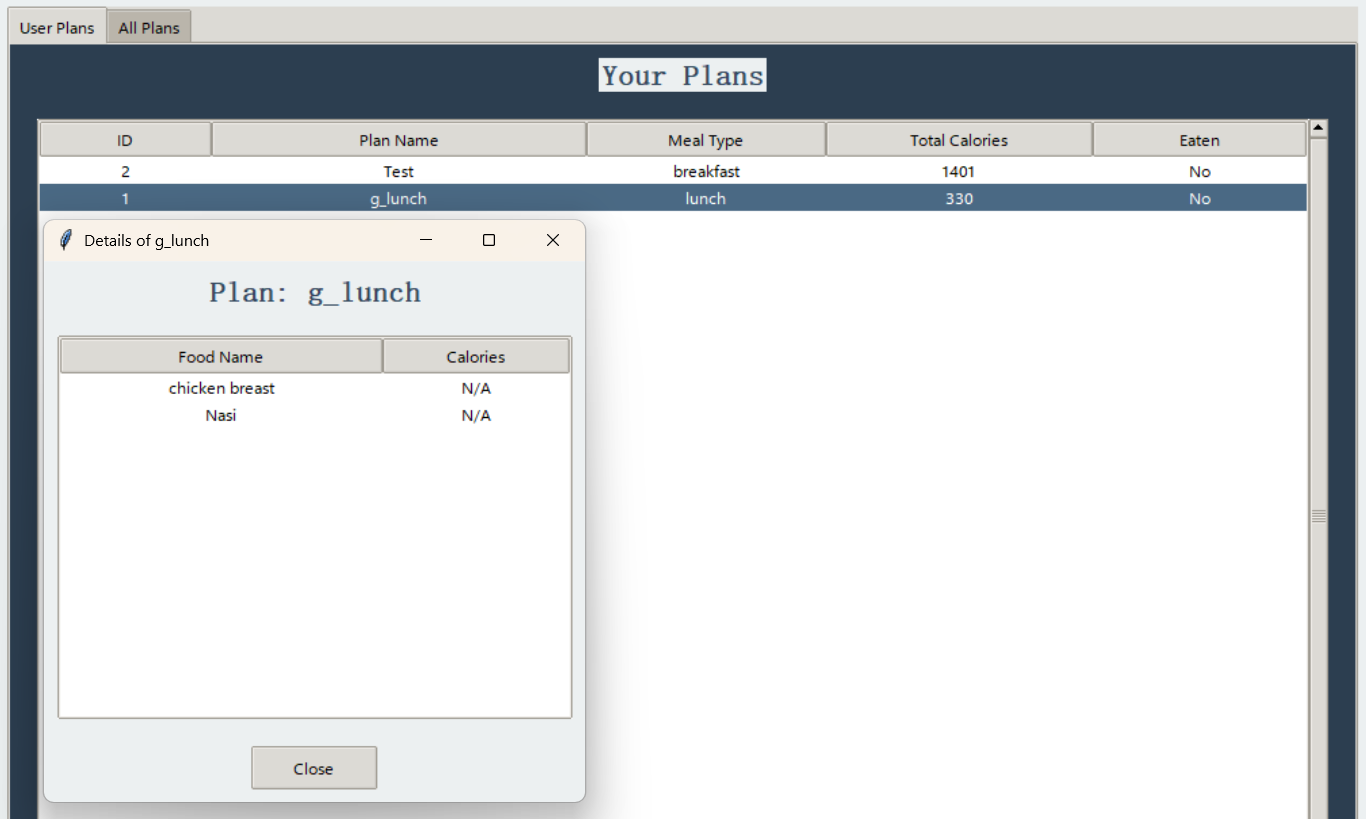 User Plans All Plans
Your Plans
ID Plan Name Meal Type Total Calories Eaten
2 Test breakfast 1401 No
1 g_lunch lunch 330 No
Details of g_lunch
Plan: g_lunch
Food Name Calories
chicken breast N/A
Nasi N/A
Close